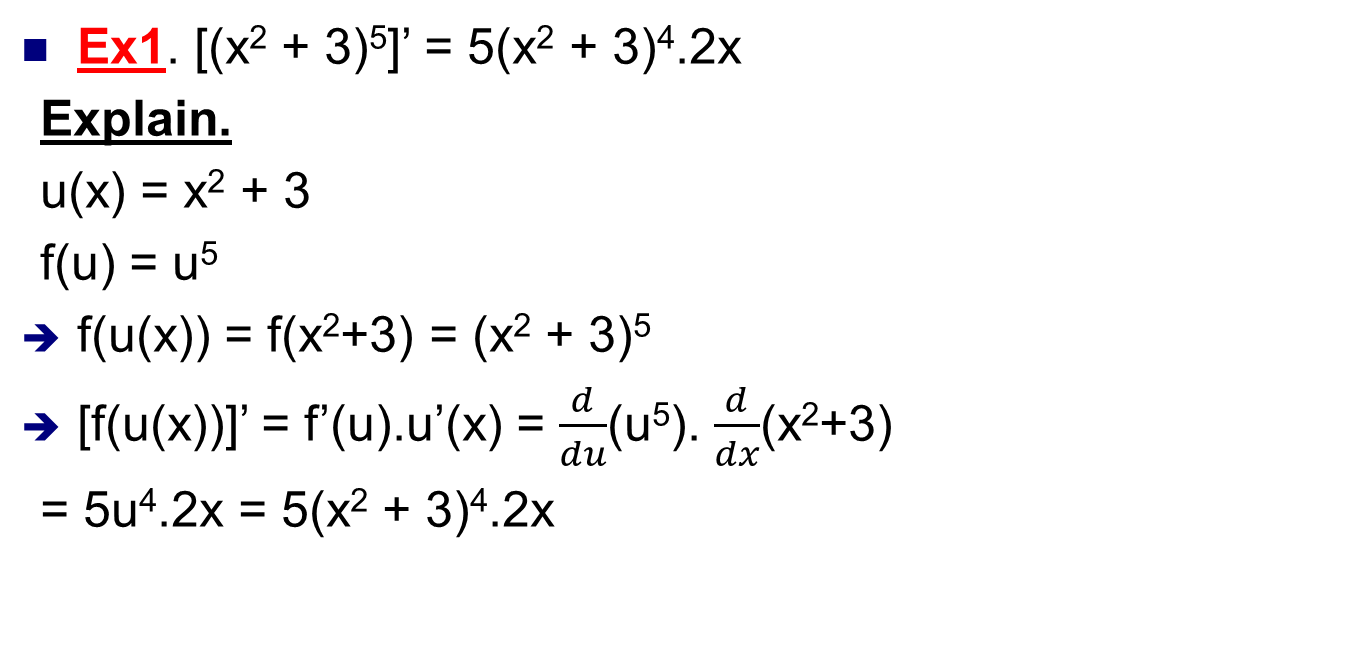 ■ Ex1. [(x² + 3)⁵]’ = 5(x² + 3)⁴.2x
Explain.
u(x) = x² + 3
f(u) = u⁵
➔ f(u(x)) = f(x²+3) = (x² + 3)⁵
➔ [f(u(x))]’ = f’(u).u’(x) = d/du(u⁵). d/dx(x²+3)
= 5u⁴.2x = 5(x² + 3)⁴.2x